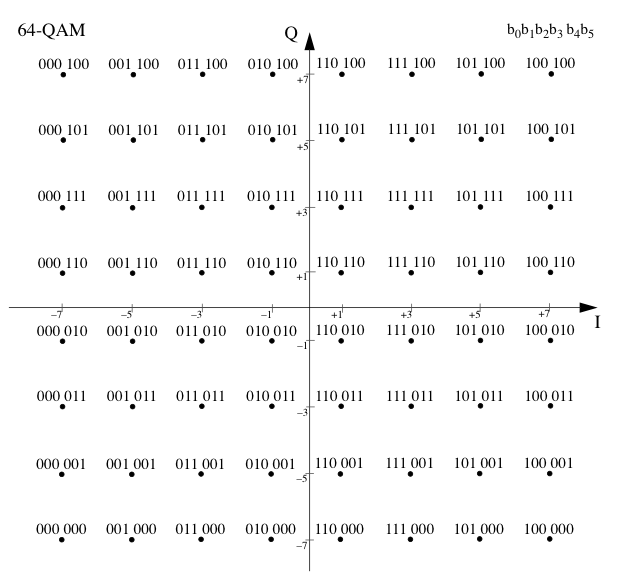 64-QAM Q b0b1b2b3 b4b5
000 100 001 100 011 100 010 100 110 100 111 100 101 100 100 100
+7
000 101 001 101 011 101 010 101 110 101 111 101 101 101 100 101
+5
000 111 001 111 011 111 010 111 110 111 111 111 101 111 100 111
+3
000 110 001 110 011 110 010 110 110 110 111 110 101 110 100 110
+1
−7 −5 −3 −1 +1 +3 +5 +7 I
000 010 001 010 011 010 010 010 110 010 111 010 101 010 100 010
−1
000 011 001 011 011 011 010 011 110 011 111 011 101 011 100 011
−3
000 001 001 001 011 001 010 001 110 001 111 001 101 001 100 001
−5
000 000 001 000 011 000 010 000 110 000 111 000 101 000 100 000
−7